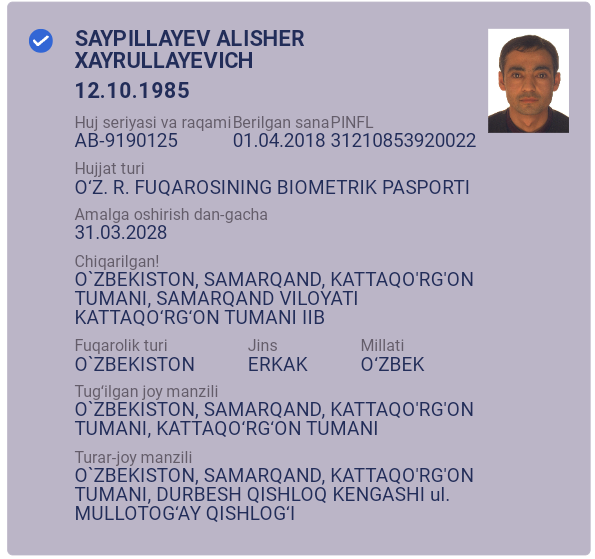 SAYPILLAYEV ALISHER
XAYRULLAYEVICH
12.10.1985
Huj seriyasi va raqami Berilgan sana PINFL
AB-9190125 01.04.2018 31210853920022
Hujjat turi
O‘Z. R. FUQAROSINING BIOMETRIK PASPORTI
Amalga oshirish dan-gacha
31.03.2028
Chiqarilgan!
O`ZBEKISTON, SAMARQAND, KATTAQO'RG'ON
TUMANI, SAMARQAND VILOYATI
KATTAQO‘RG‘ON TUMANI IIB
Fuqarolik turi Jins Millati
O`ZBEKISTON ERKAK O‘ZBEK
Tug‘ilgan joy manzili
O`ZBEKISTON, SAMARQAND, KATTAQO'RG'ON
TUMANI, KATTAQO‘RG‘ON TUMANI
Turar-joy manzili
O`ZBEKISTON, SAMARQAND, KATTAQO'RG'ON
TUMANI, DURBESH QISHLOQ KENGASHI ul.
MULLOTOG‘AY QISHLOG‘I